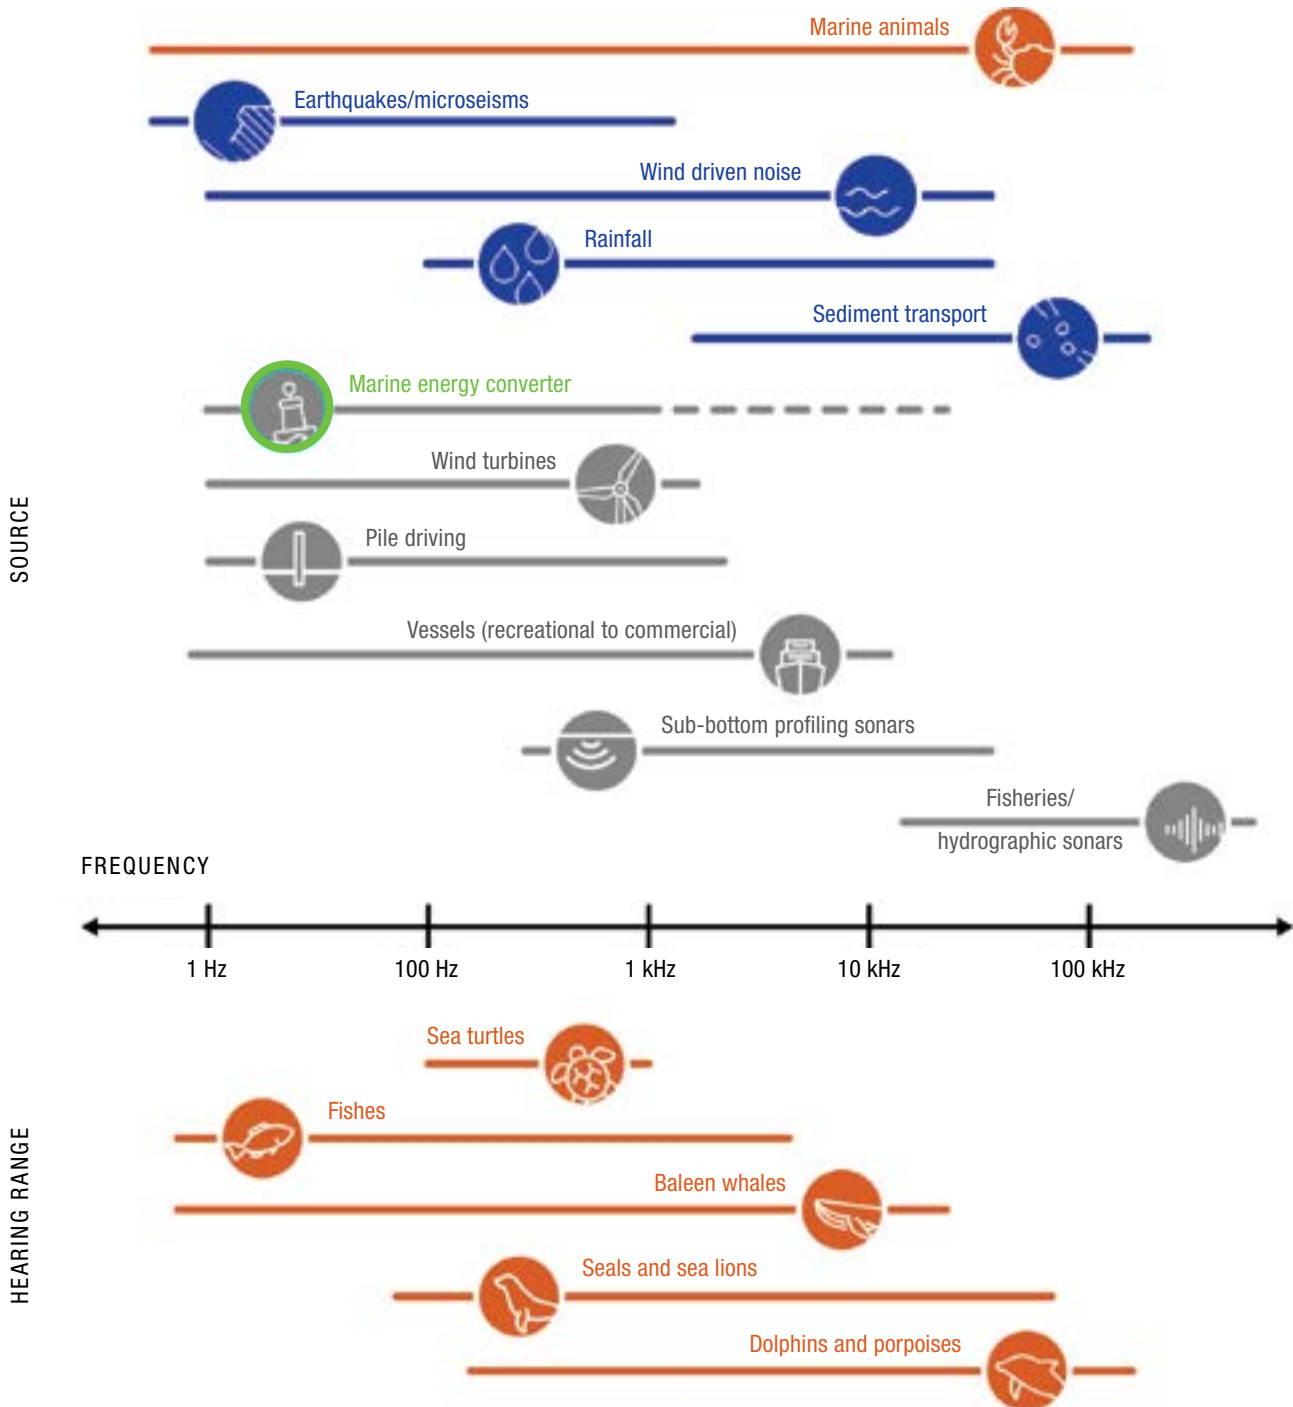 Marine animals
Earthquakes/microseisms
Wind driven noise
Rainfall
Sediment transport
Marine energy converter
Wind turbines
SOURCE
Pile driving
Vessels (recreational to commercial)
Sub-bottom profiling sonars
Fisheries/
hydrographic sonars
FREQUENCY
1 Hz
100 Hz
1 kHz
10 kHz
100 kHz
Sea turtles
Fishes
HEARING RANGE
Baleen whales
Seals and sea lions
Dolphins and porpoises